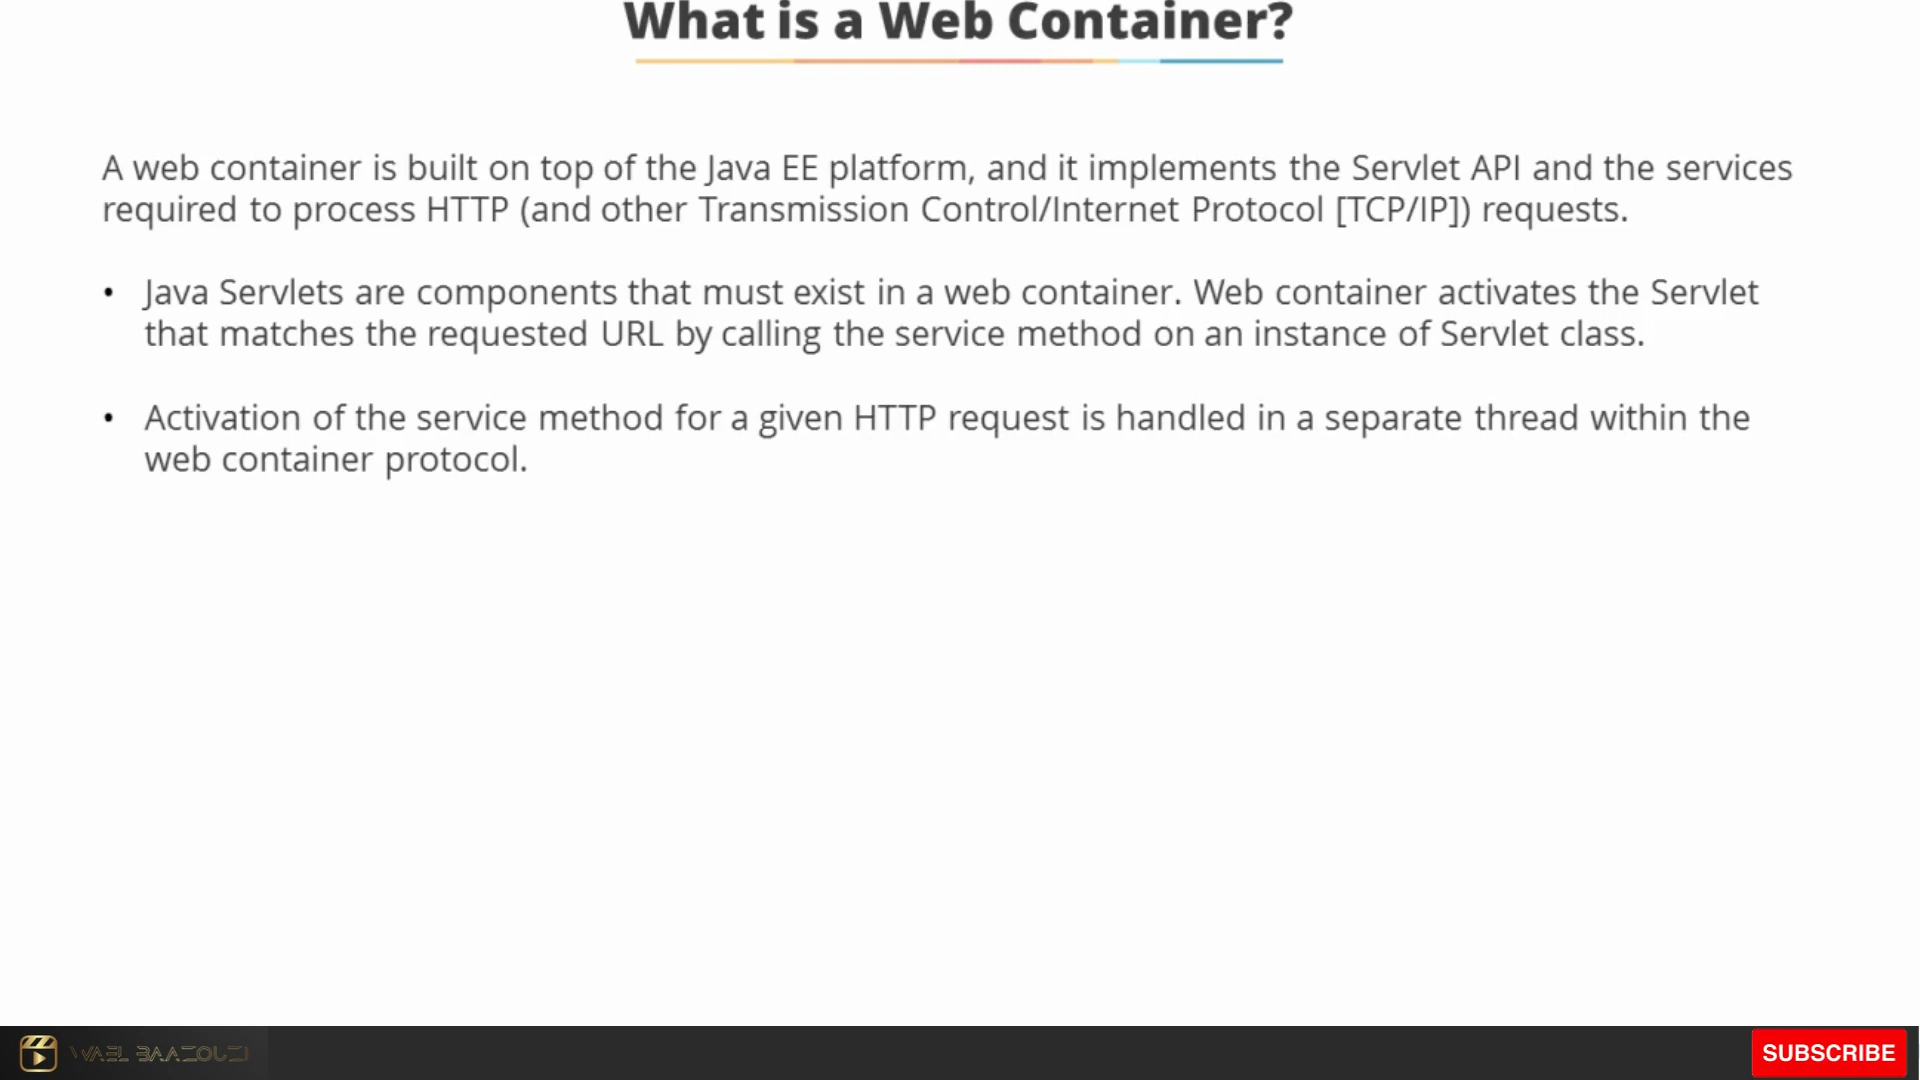 What is a Web Container?
A web container is built on top of the Java EE platform, and it implements the Servlet API and the services
required to process HTTP (and other Transmission Control/Internet Protocol [TCP/IP]) requests.
• Java Servlets are components that must exist in a web container. Web container activates the Servlet
that matches the requested URL by calling the service method on an instance of Servlet class.
• Activation of the service method for a given HTTP request is handled in a separate thread within the
web container protocol.
WAEL
SUBSCRIBE